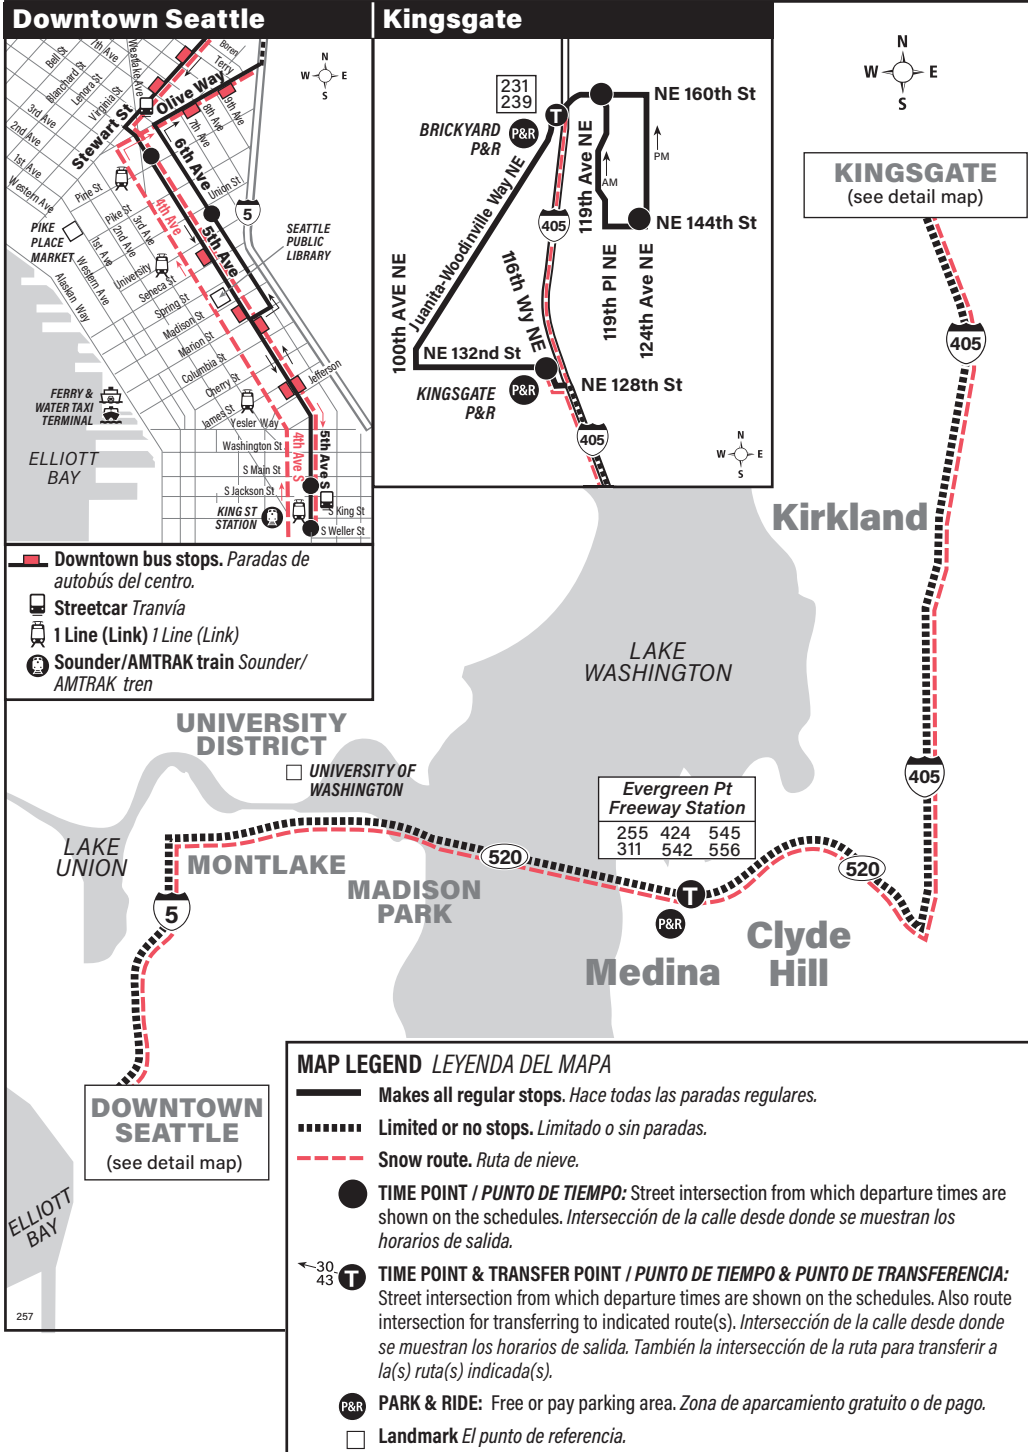 Downtown Seattle
Kingsgate
Bell St
7th Ave
Westlake Ave
Boren
Terry
Blanchard St
Lenora St
Virginia St
Olive Way
9th Ave
8th Ave
7th Ave
3rd Ave
2nd Ave
1st Ave
Western Ave
Stewart St
6th Ave
Union St
Pine St
Pike St
4th Ave
5th Ave
3rd Ave
2nd Ave
1st Ave
Western Ave
Alaskan Way
University
Seneca St
Spring St
Madison St
Marion St
Columbia St
Cherry St
James St
Jefferson
Yesler Way
Washington St
S Main St
S Jackson St
S King St
S Weller St
4th Ave S
5th Ave S
N
W E
S
5
PIKE
PLACE
MARKET
SEATTLE
PUBLIC
LIBRARY
FERRY &
WATER TAXI
TERMINAL
ELLIOTT
BAY
KING ST
STATION
Downtown bus stops. Paradas de
autobús del centro.
Streetcar Tranvía
1 Line (Link) 1 Line (Link)
Sounder/AMTRAK train Sounder/
AMTRAK tren
231
239
T
BRICKYARD
P&R
P&R
NE 160th St
119th Ave NE
AM
PM
405
NE 144th St
Juanita-Woodinville Way NE
100th AVE NE
116th Wy NE
119th Pl NE
124th Ave NE
NE 132nd St
NE 128th St
KINGSGATE
P&R
P&R
405
N
W E
S
N
W E
S
KINGSGATE
(see detail map)
405
Kirkland
LAKE
WASHINGTON
405
UNIVERSITY
DISTRICT
UNIVERSITY OF
WASHINGTON
Evergreen Pt
Freeway Station
255 424 545
311 542 556
LAKE
UNION
MONTLAKE
520
520
MADISON
PARK
T
P&R
5
Clyde
Hill
Medina
DOWNTOWN
SEATTLE
(see detail map)
ELLIOTT
BAY
257
MAP LEGEND LEYENDA DEL MAPA
Makes all regular stops. Hace todas las paradas regulares.
Limited or no stops. Limitado o sin paradas.
Snow route. Ruta de nieve.
TIME POINT / PUNTO DE TIEMPO: Street intersection from which departure times are
shown on the schedules. Intersección de la calle desde donde se muestran los
horarios de salida.
30
43
T
TIME POINT & TRANSFER POINT / PUNTO DE TIEMPO & PUNTO DE TRANSFERENCIA:
Street intersection from which departure times are shown on the schedules. Also route
intersection for transferring to indicated route(s). Intersección de la calle desde donde
se muestran los horarios de salida. También la intersección de la ruta para transferir a
la(s) ruta(s) indicada(s).
P&R PARK & RIDE: Free or pay parking area. Zona de aparcamiento gratuito o de pago.
Landmark El punto de referencia.